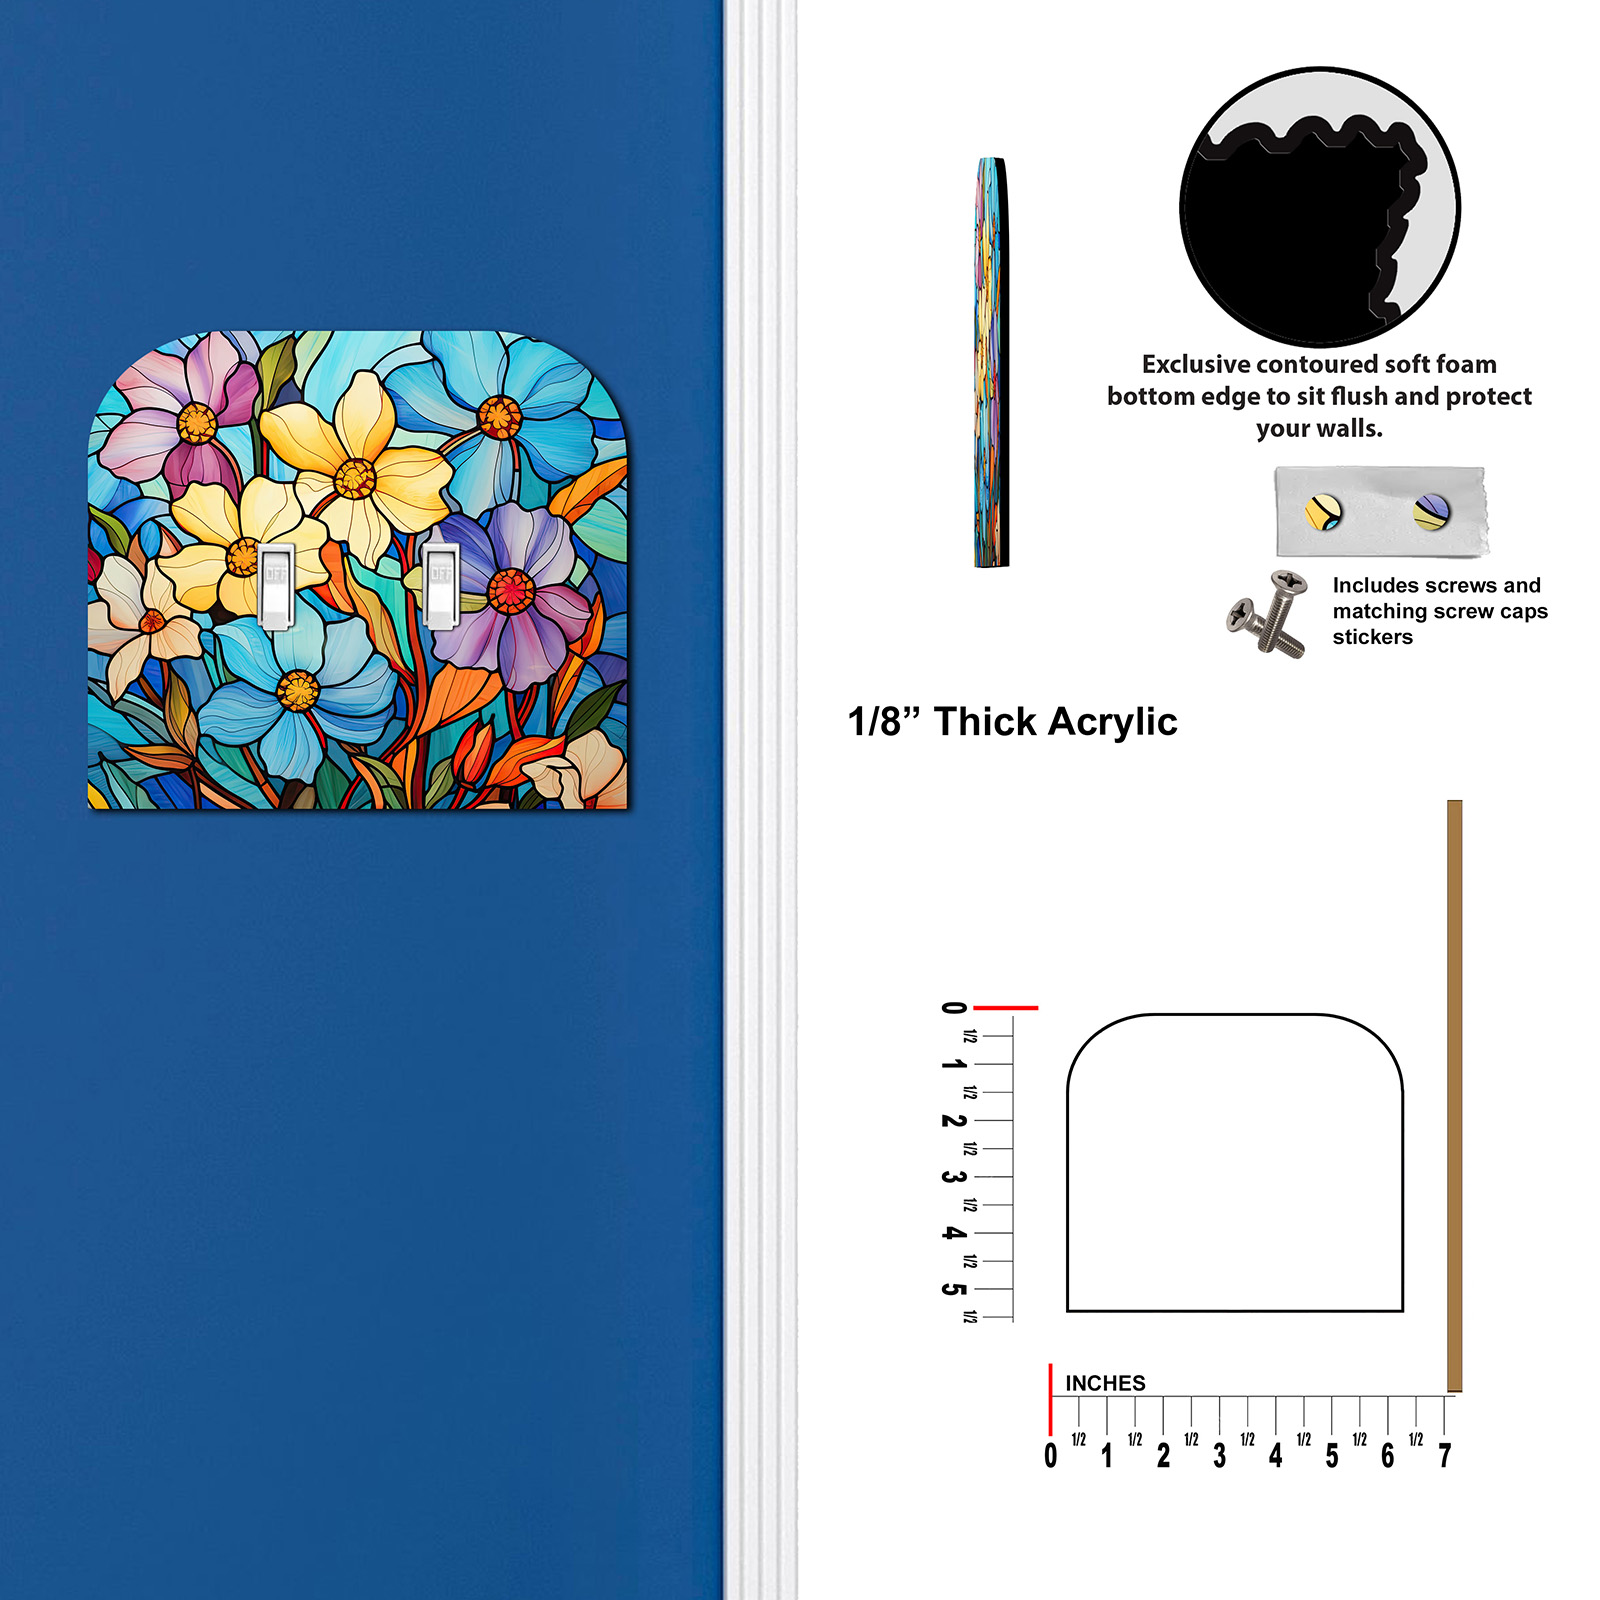 OFF
OFF
Exclusive contoured soft foam
bottom edge to sit flush and protect
your walls.
Includes screws and
matching screw caps
stickers
1/8” Thick Acrylic
0
1/2
1
1/2
2
1/2
3
1/2
4
1/2
5
1/2
INCHES
0 1/2 1 1/2 2 1/2 3 1/2 4 1/2 5 1/2 6 1/2 7